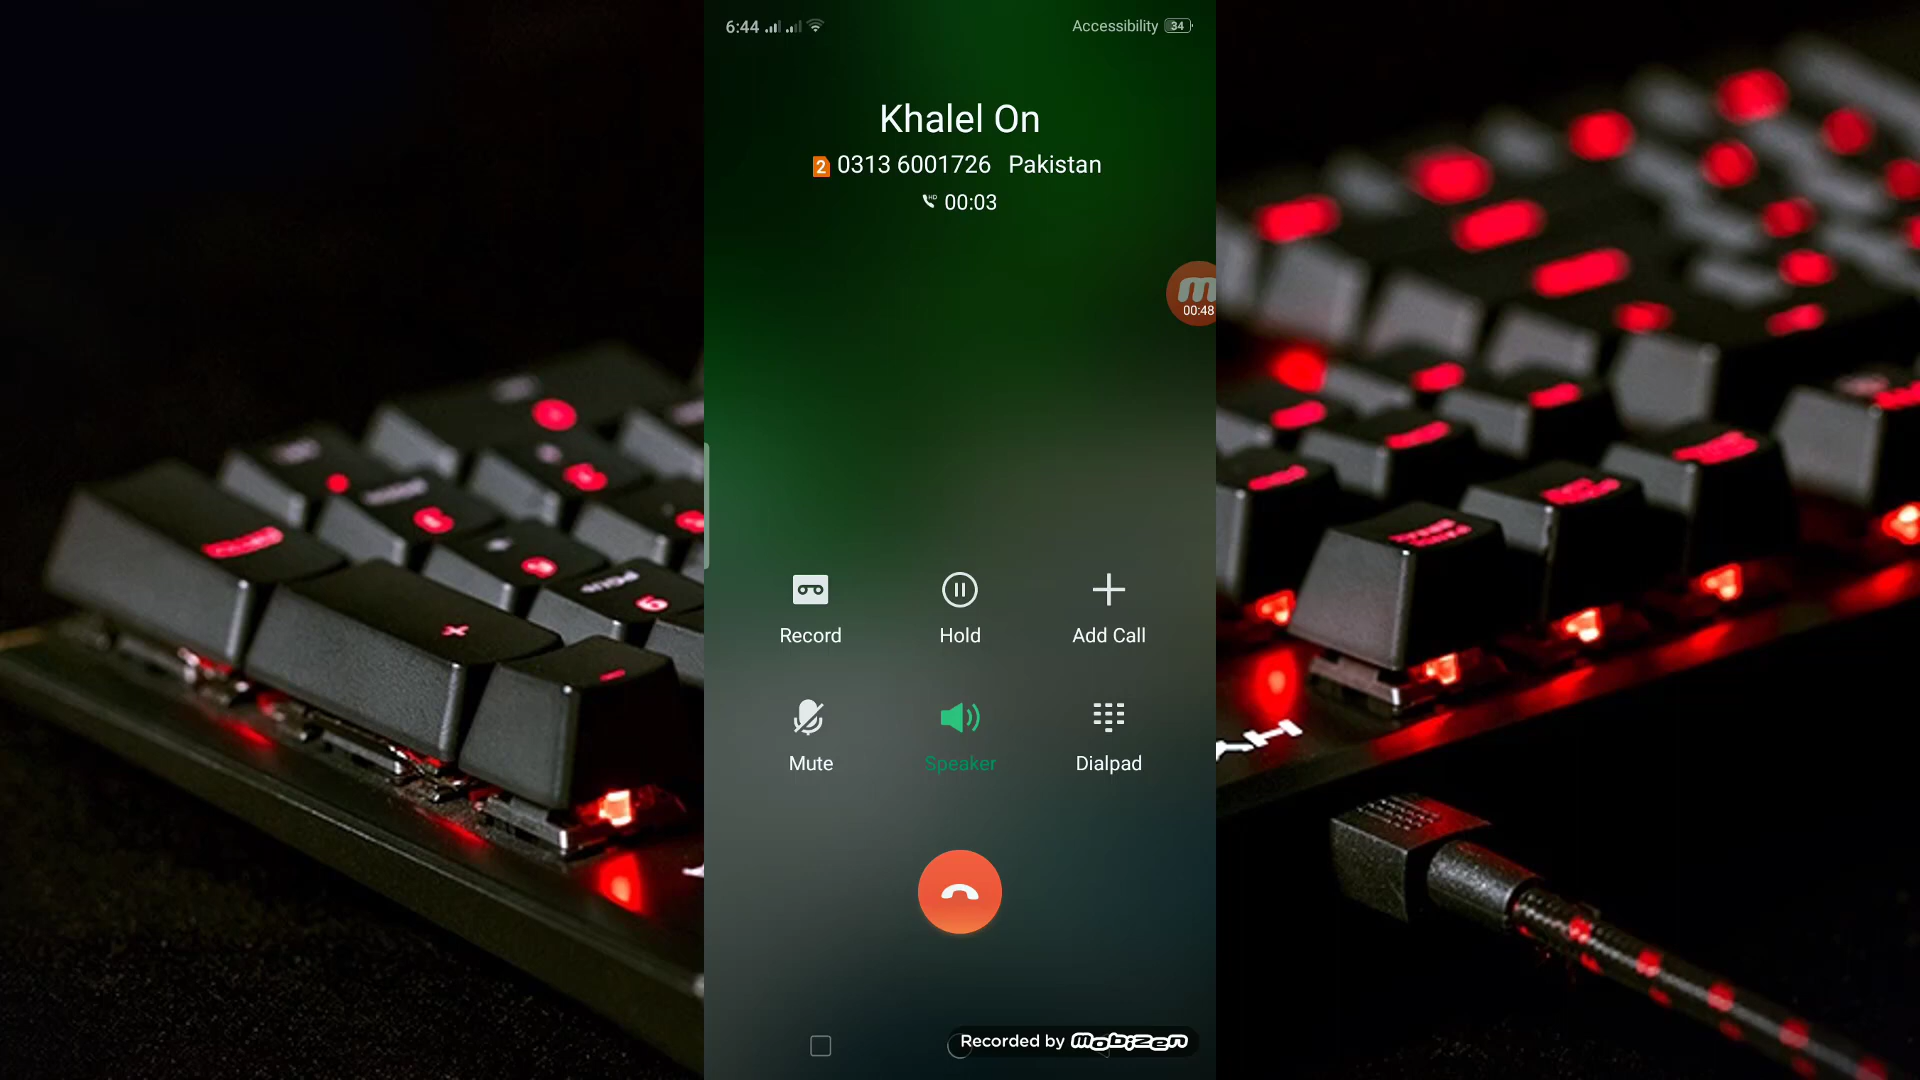 6:44
Accessibility 34
Khalel On
2 0313 6001726 Pakistan
HD 00:03
m
00:48
Record
Hold
Add Call
Mute
Speaker
Dialpad
Recorded by mobizen